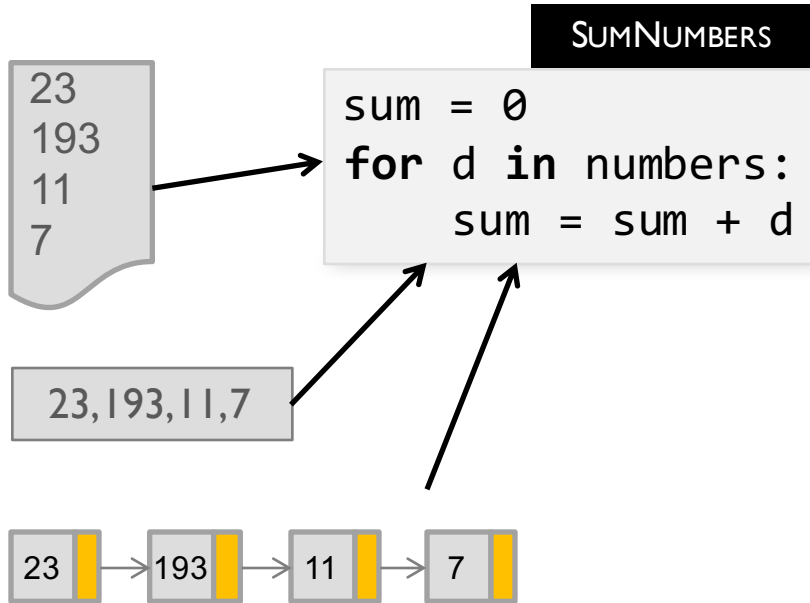 SUMNUMBERS
23
193
11
7
sum = 0
for d in numbers:
sum = sum + d
23,193,11,7
23
193
11
7